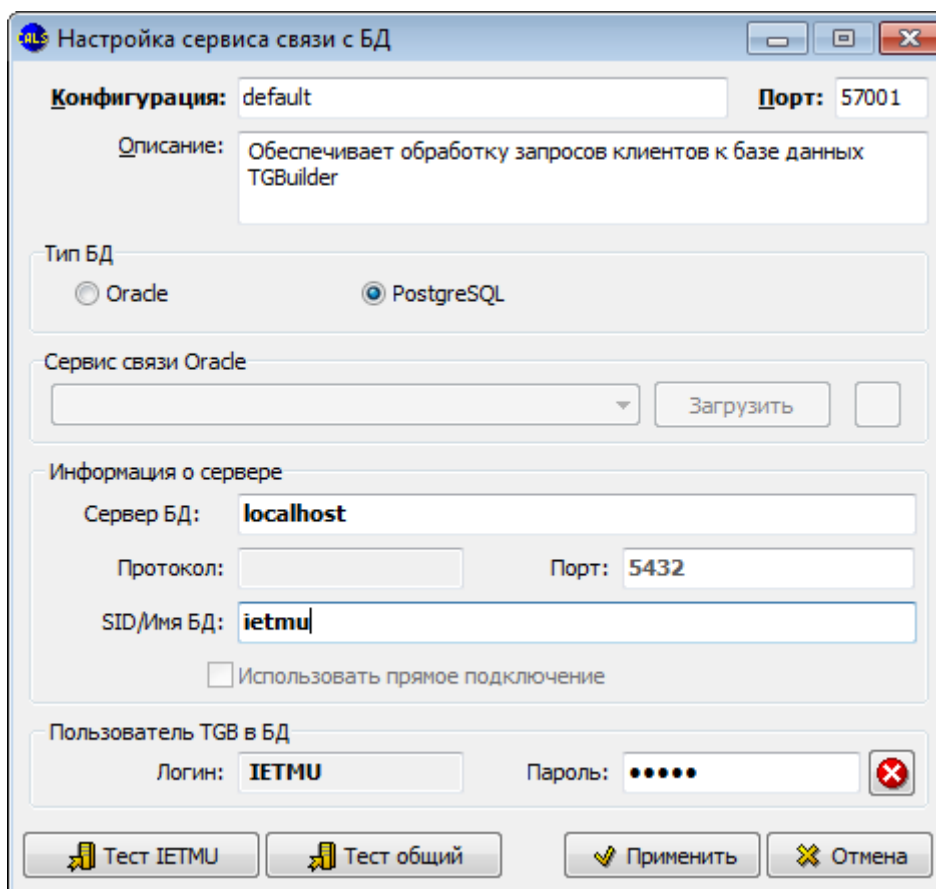 CALS Настройка сервиса связи с БД
Конфигурация: default Порт: 57001
Описание: Обеспечивает обработку запросов клиентов к базе данных
TGBuilder
Тип БД
Oracle PostgreSQL
Сервис связи Oracle
Загрузить
Информация о сервере
Сервер БД: localhost
Протокол: Порт: 5432
SID/Имя БД: ietmu
Использовать прямое подключение
Пользователь TGB в БД
Логин: IETMU Пароль: •••••
Тест IETMU Тест общий Применить Отмена